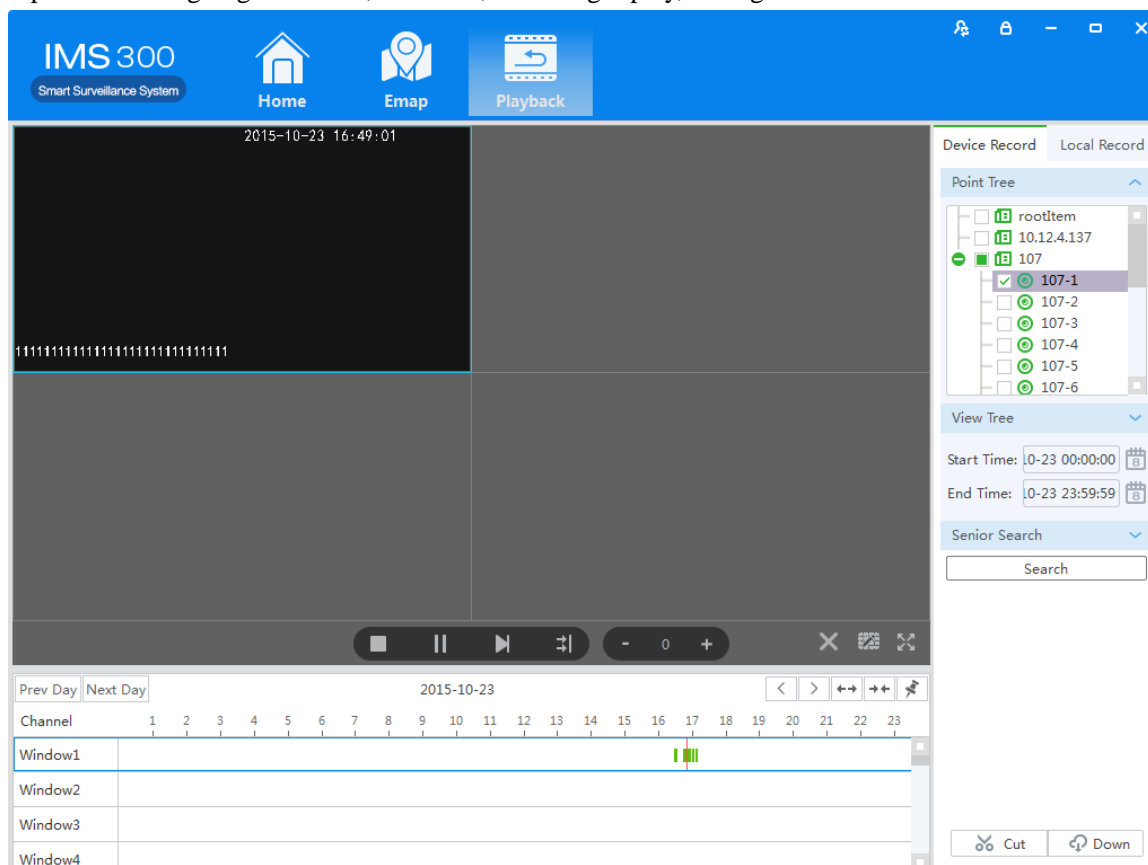 IMS 300
Smart Surveillance System
Home
Emap
Playback
2015-10-23 16:49:01
Device Record
Local Record
Point Tree
rootItem
10.12.4.137
107
107-1
107-2
107-3
107-4
107-5
107-6
View Tree
Start Time: 10-23 00:00:00
8
End Time: 10-23 23:59:59
8
Senior Search
Search
- 0 +
Prev Day Next Day 2015-10-23
Channel 1 2 3 4 5 6 7 8 9 10 11 12 13 14 15 16 17 18 19 20 21 22 23
Window1
Window2
Window3
Window4
Cut
Down